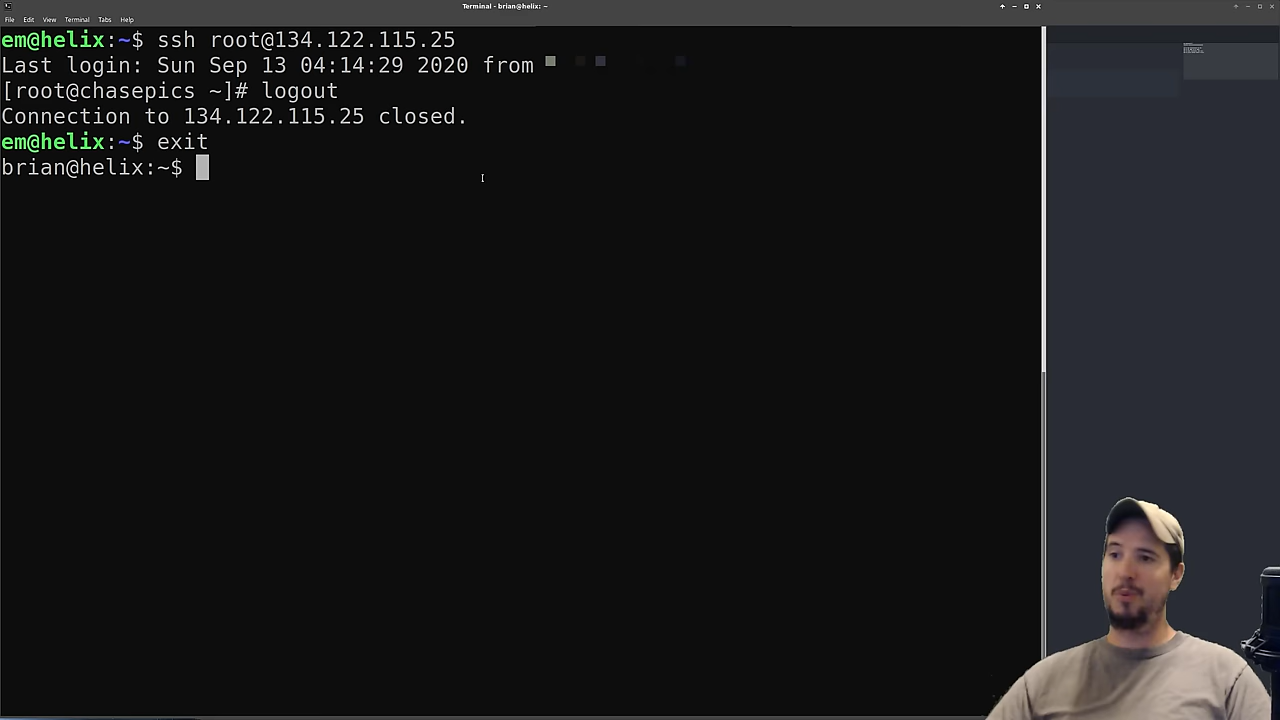 Terminal - brian@helix: ~
File Edit View Terminal Tabs Help
em@helix:~$ ssh root@134.122.115.25
Last login: Sun Sep 13 04:14:29 2020 from
[root@chasepics ~]# logout
Connection to 134.122.115.25 closed.
em@helix:~$ exit
brian@helix:~$